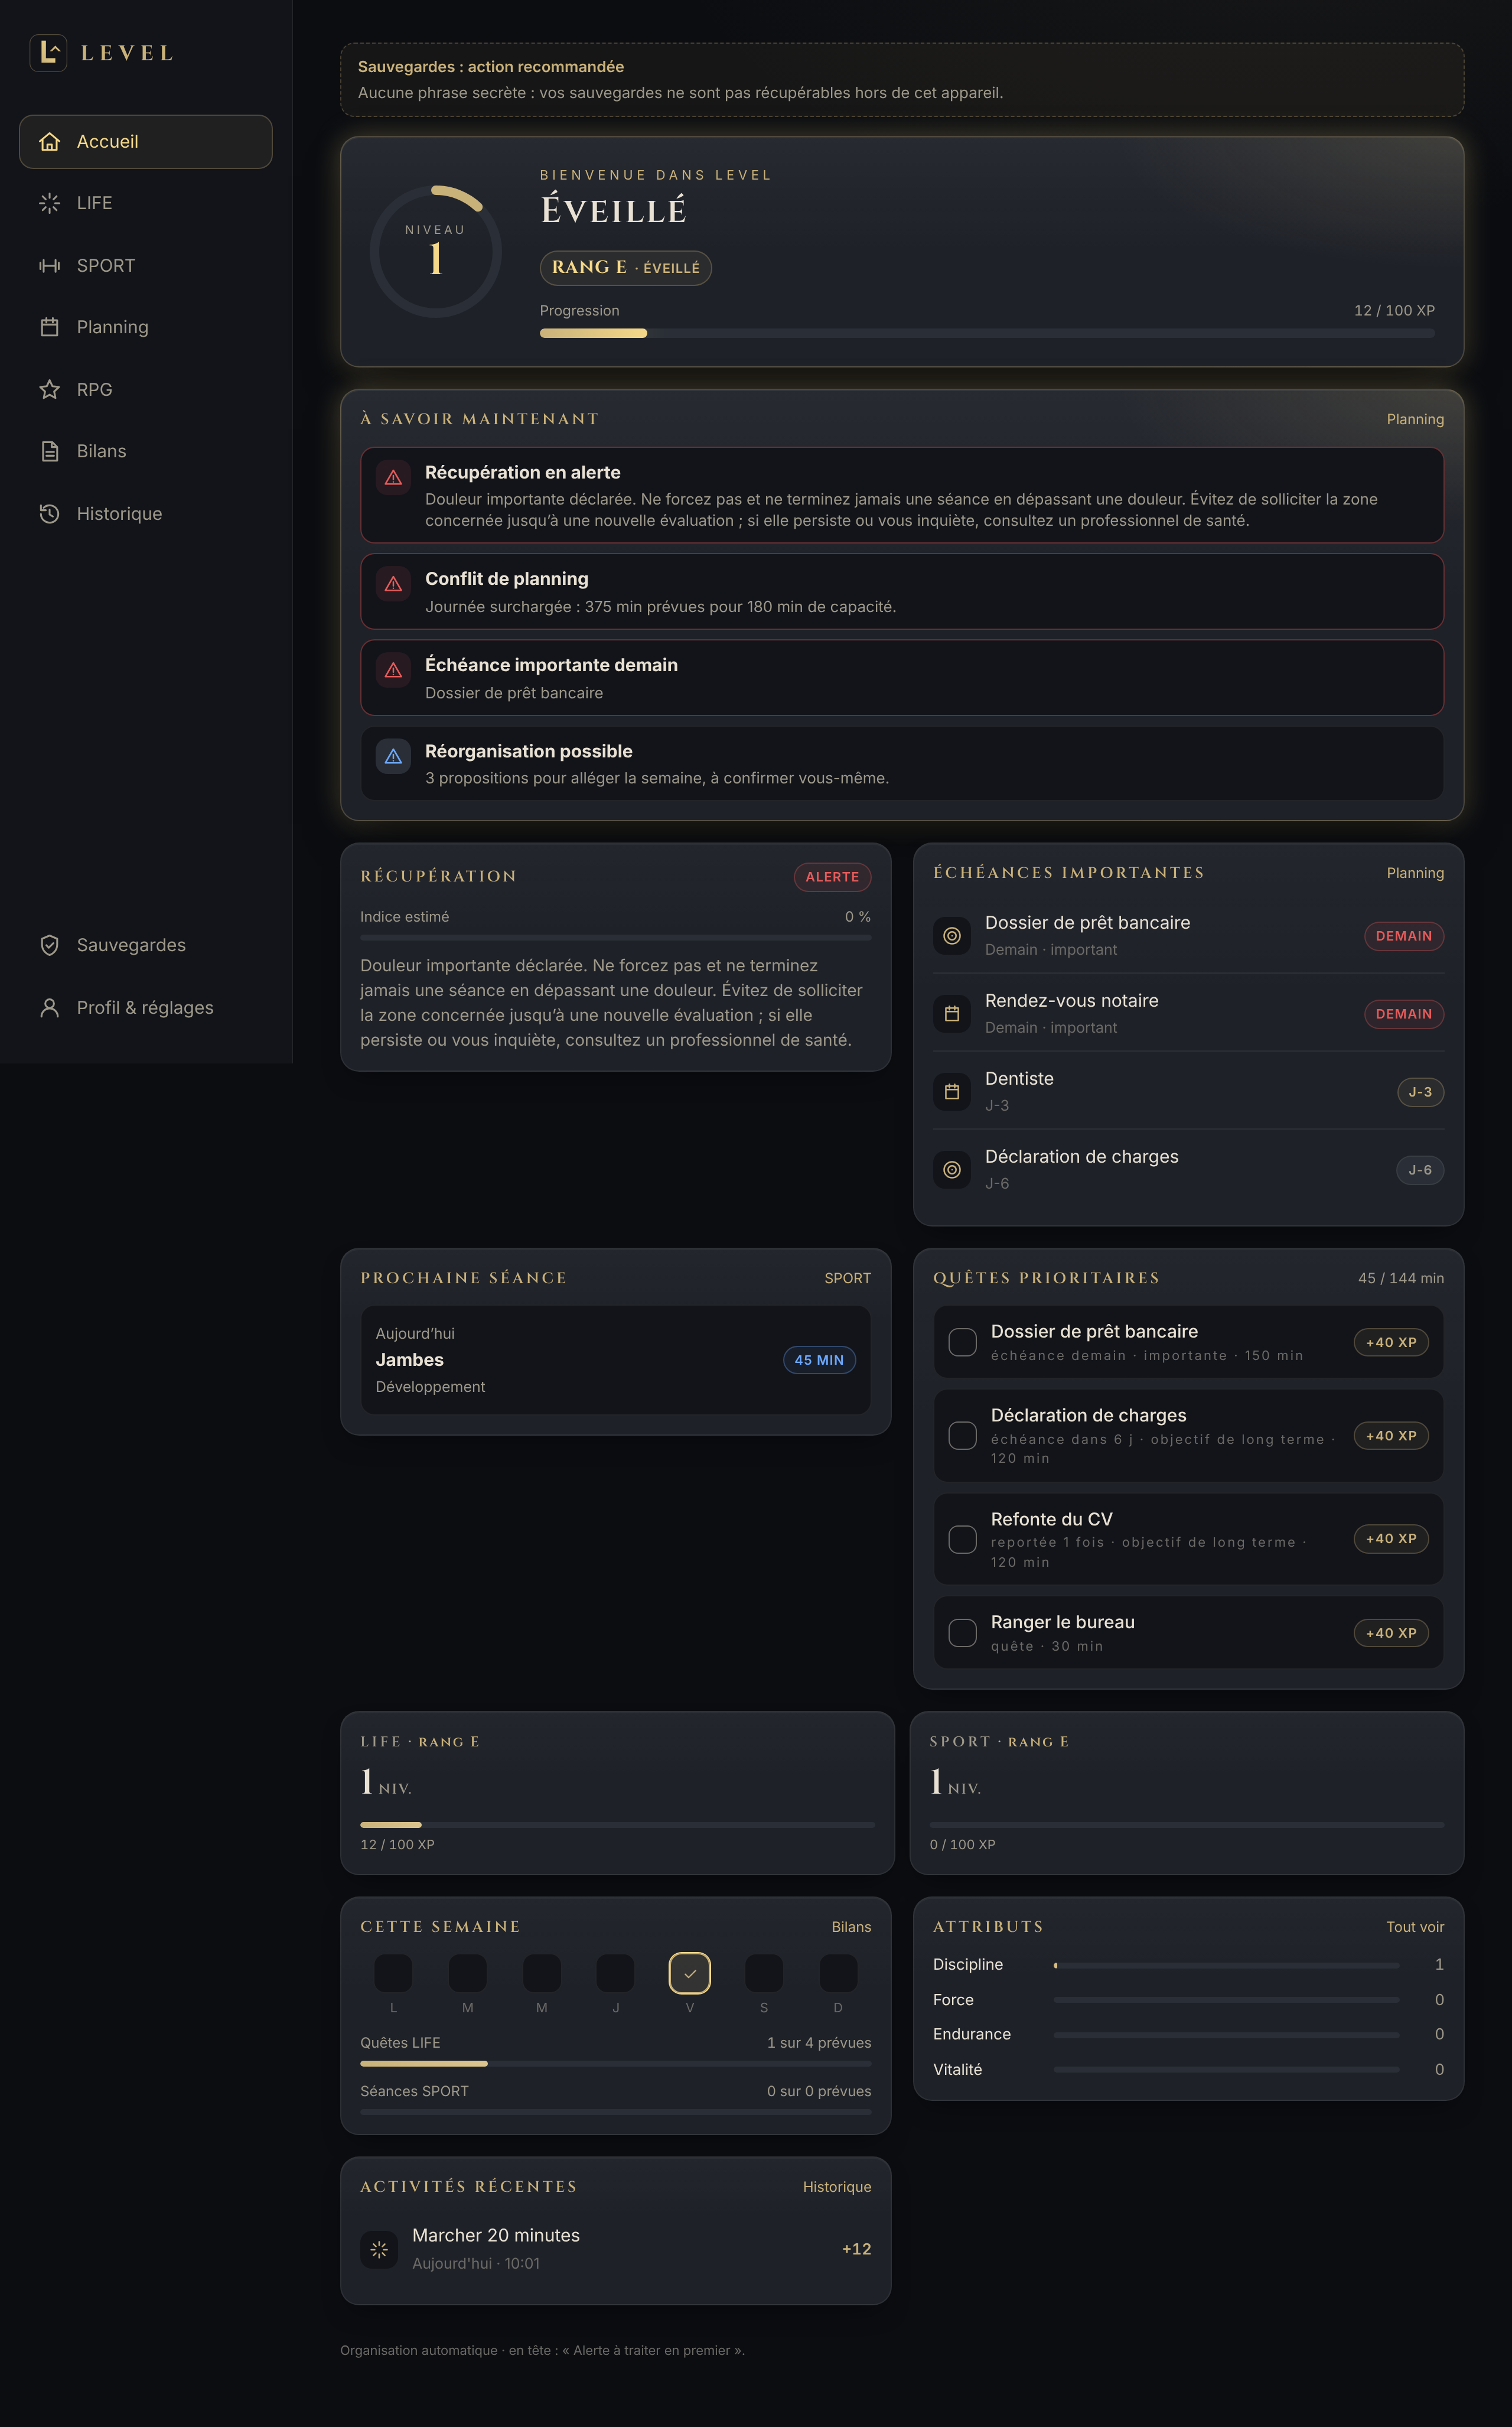 LEVEL
Accueil
LIFE
SPORT
Planning
RPG
Bilans
Historique
Sauvegardes
Profil & réglages
Sauvegardes : action recommandée
Aucune phrase secrète : vos sauvegardes ne sont pas récupérables hors de cet appareil.
NIVEAU
1
BIENVENUE DANS LEVEL
ÉVEILLÉ
RANG E · ÉVEILLÉ
Progression 12 / 100 XP
À SAVOIR MAINTENANT Planning
Récupération en alerte
Douleur importante déclarée. Ne forcez pas et ne terminez jamais une séance en dépassant une douleur. Évitez de solliciter la zone
concernée jusqu’à une nouvelle évaluation ; si elle persiste ou vous inquiète, consultez un professionnel de santé.
Conflit de planning
Journée surchargée : 375 min prévues pour 180 min de capacité.
Échéance importante demain
Dossier de prêt bancaire
Réorganisation possible
3 propositions pour alléger la semaine, à confirmer vous-même.
RÉCUPÉRATION ALERTE
Indice estimé 0 %
Douleur importante déclarée. Ne forcez pas et ne terminez
jamais une séance en dépassant une douleur. Évitez de solliciter
la zone concernée jusqu’à une nouvelle évaluation ; si elle
persiste ou vous inquiète, consultez un professionnel de santé.
ÉCHÉANCES IMPORTANTES Planning
Dossier de prêt bancaire
Demain · important
DEMAIN
Rendez-vous notaire
Demain · important
DEMAIN
Dentiste
J-3
J-3
Déclaration de charges
J-6
J-6
PROCHAINE SÉANCE SPORT
Aujourd’hui
Jambes
Développement
45 MIN
QUÊTES PRIORITAIRES 45 / 144 min
Dossier de prêt bancaire
échéance demain · importante · 150 min
+40 XP
Déclaration de charges
échéance dans 6 j · objectif de long terme ·
120 min
+40 XP
Refonte du CV
reportée 1 fois · objectif de long terme ·
120 min
+40 XP
Ranger le bureau
quête · 30 min
+40 XP
LIFE · RANG E
1 NIV.
12 / 100 XP
SPORT · RANG E
1 NIV.
0 / 100 XP
CETTE SEMAINE Bilans
L M M J V S D
Quêtes LIFE 1 sur 4 prévues
Séances SPORT 0 sur 0 prévues
ATTRIBUTS Tout voir
Discipline 1
Force 0
Endurance 0
Vitalité 0
ACTIVITÉS RÉCENTES Historique
Marcher 20 minutes
Aujourd'hui · 10:01
+12
Organisation automatique · en tête : « Alerte à traiter en premier ».